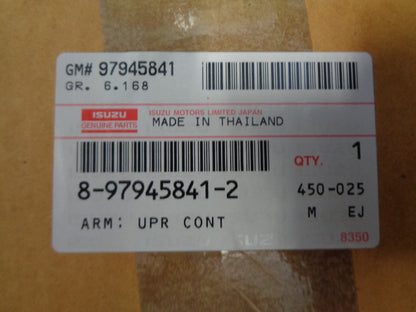 GM# 97945841
GR. 6.168
ISUZU
GENUINE PARTS
ISUZU MOTORS LIMITED JAPAN
MADE IN THAILAND
QTY. 1
8-97945841-2
450-025
ARM: UPR CONT
M EJ
8350